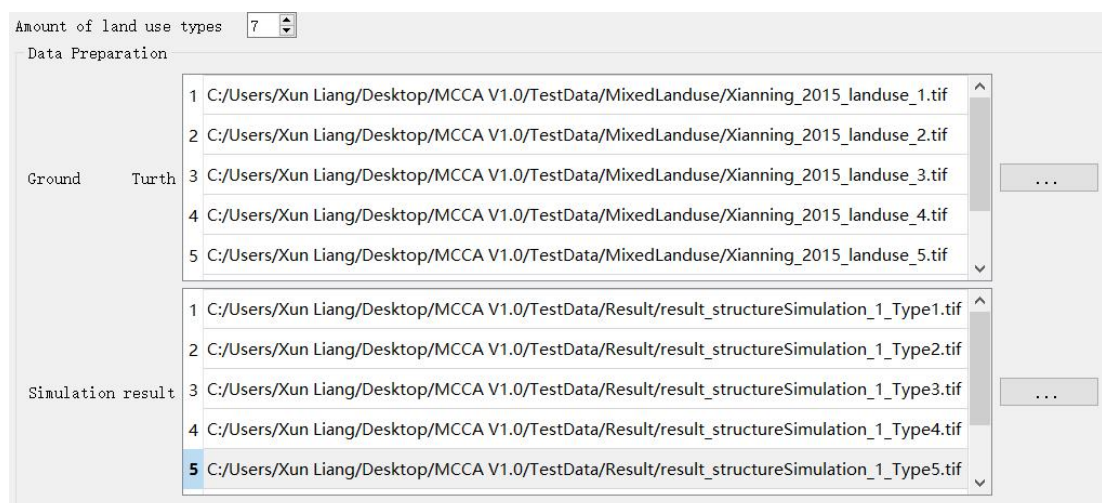 Amount of land use types 7
Data Preparation
1 C:/Users/Xun Liang/Desktop/MCCA V1.0/TestData/MixedLanduse/Xianning_2015_landuse_1.tif
2 C:/Users/Xun Liang/Desktop/MCCA V1.0/TestData/MixedLanduse/Xianning_2015_landuse_2.tif
Ground Turth 3 C:/Users/Xun Liang/Desktop/MCCA V1.0/TestData/MixedLanduse/Xianning_2015_landuse_3.tif ...
4 C:/Users/Xun Liang/Desktop/MCCA V1.0/TestData/MixedLanduse/Xianning_2015_landuse_4.tif
5 C:/Users/Xun Liang/Desktop/MCCA V1.0/TestData/MixedLanduse/Xianning_2015_landuse_5.tif
1 C:/Users/Xun Liang/Desktop/MCCA V1.0/TestData/Result/result_structureSimulation_1_Type1.tif
2 C:/Users/Xun Liang/Desktop/MCCA V1.0/TestData/Result/result_structureSimulation_1_Type2.tif
Simulation result 3 C:/Users/Xun Liang/Desktop/MCCA V1.0/TestData/Result/result_structureSimulation_1_Type3.tif ...
4 C:/Users/Xun Liang/Desktop/MCCA V1.0/TestData/Result/result_structureSimulation_1_Type4.tif
5 C:/Users/Xun Liang/Desktop/MCCA V1.0/TestData/Result/result_structureSimulation_1_Type5.tif